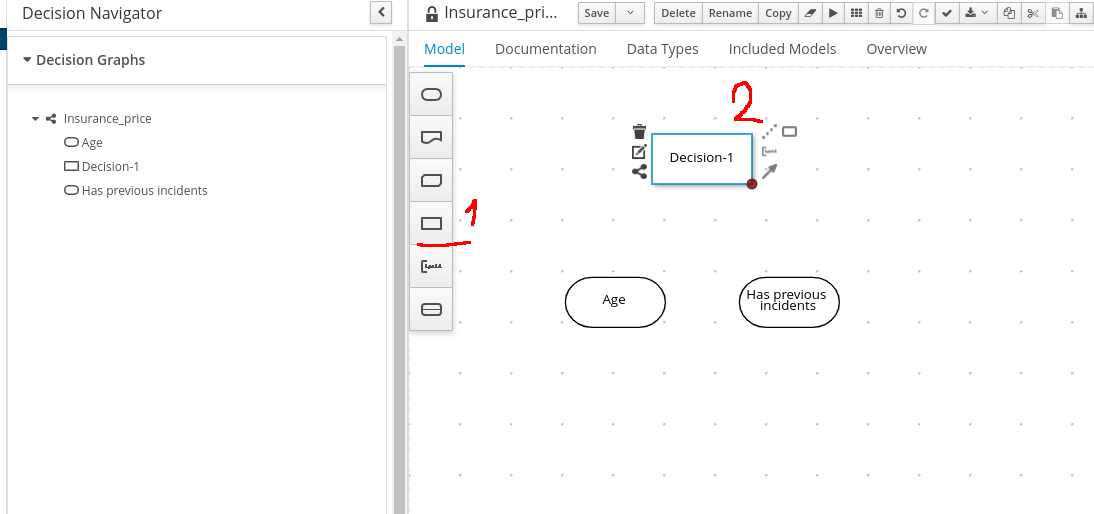 Decision Navigator
Insurance_pri...
Save
Delete
Rename
Copy
Model
Documentation
Data Types
Included Models
Overview
Decision Graphs
Insurance_price
Age
Decision-1
Has previous incidents
2
Decision-1
1
Age
Has previous
incidents